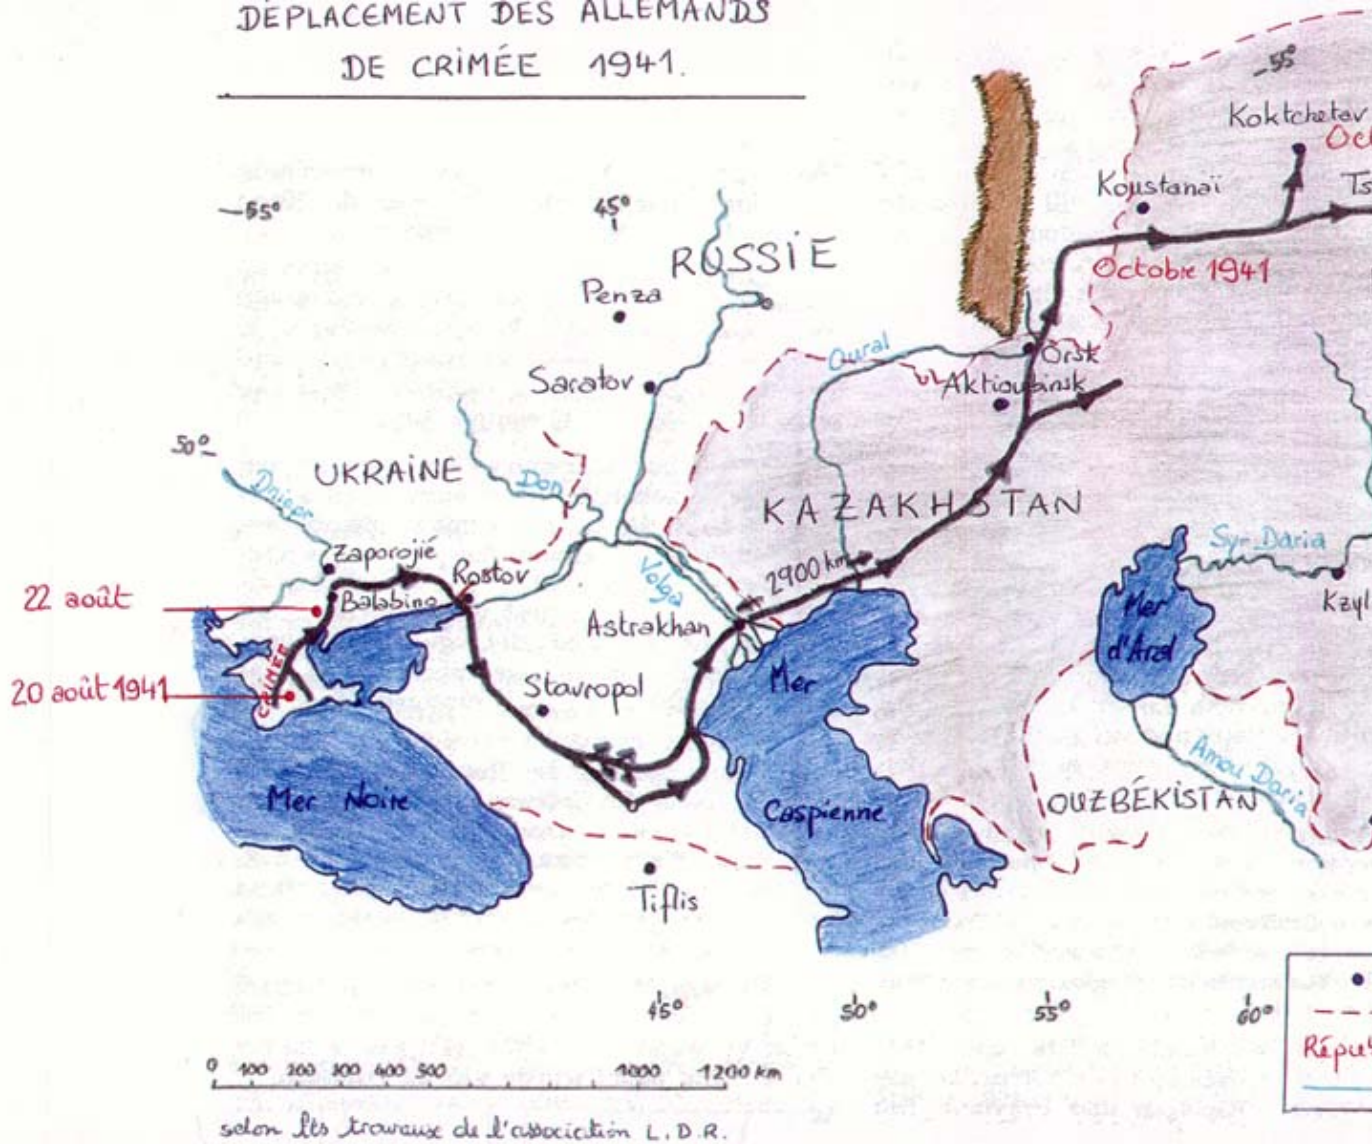 DÉPLACEMENT DES ALLEMANDS
DE CRIMÉE 1941.
-55°
Koktchetav
Koustanaï
-55°
45°
RUSSIE
Octobre 1941
Penza
Oural
Orsk
Saratov
Aktioubinsk
50°-
UKRAINE
Don
Dniepr
KAZAKHSTAN
Sy-Daria
Zaporojié
2900 km
22 août
Balabino
Rostov
Volga
Kzyl
Astrakhan
Mer
d'Aral
CRIMÉE
20 août 1941
Stavropol
Mer
Amou Daria
Mer Noire
Caspienne
OUZBÉKISTAN
Tiflis
45°
50°
55°
60°
0 100 200 300 400 500 1000 1200 km
selon les travaux de l'association L.D.R.